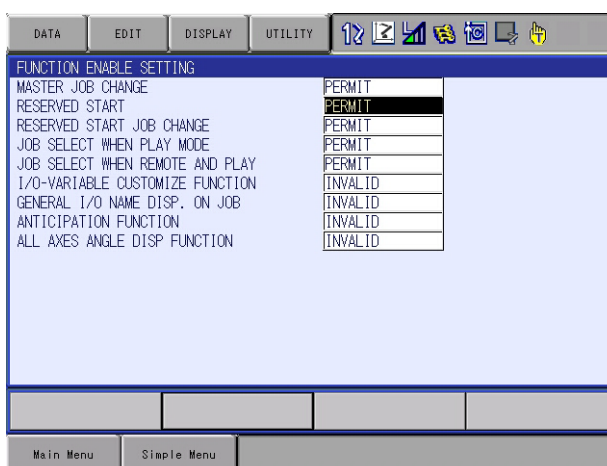 DATA EDIT DISPLAY UTILITY
FUNCTION ENABLE SETTING
MASTER JOB CHANGE PERMIT
RESERVED START PERMIT
RESERVED START JOB CHANGE PERMIT
JOB SELECT WHEN PLAY MODE PERMIT
JOB SELECT WHEN REMOTE AND PLAY PERMIT
I/O-VARIABLE CUSTOMIZE FUNCTION INVALID
GENERAL I/O NAME DISP. ON JOB INVALID
ANTICIPATION FUNCTION INVALID
ALL AXES ANGLE DISP FUNCTION INVALID
Main Menu Simple Menu